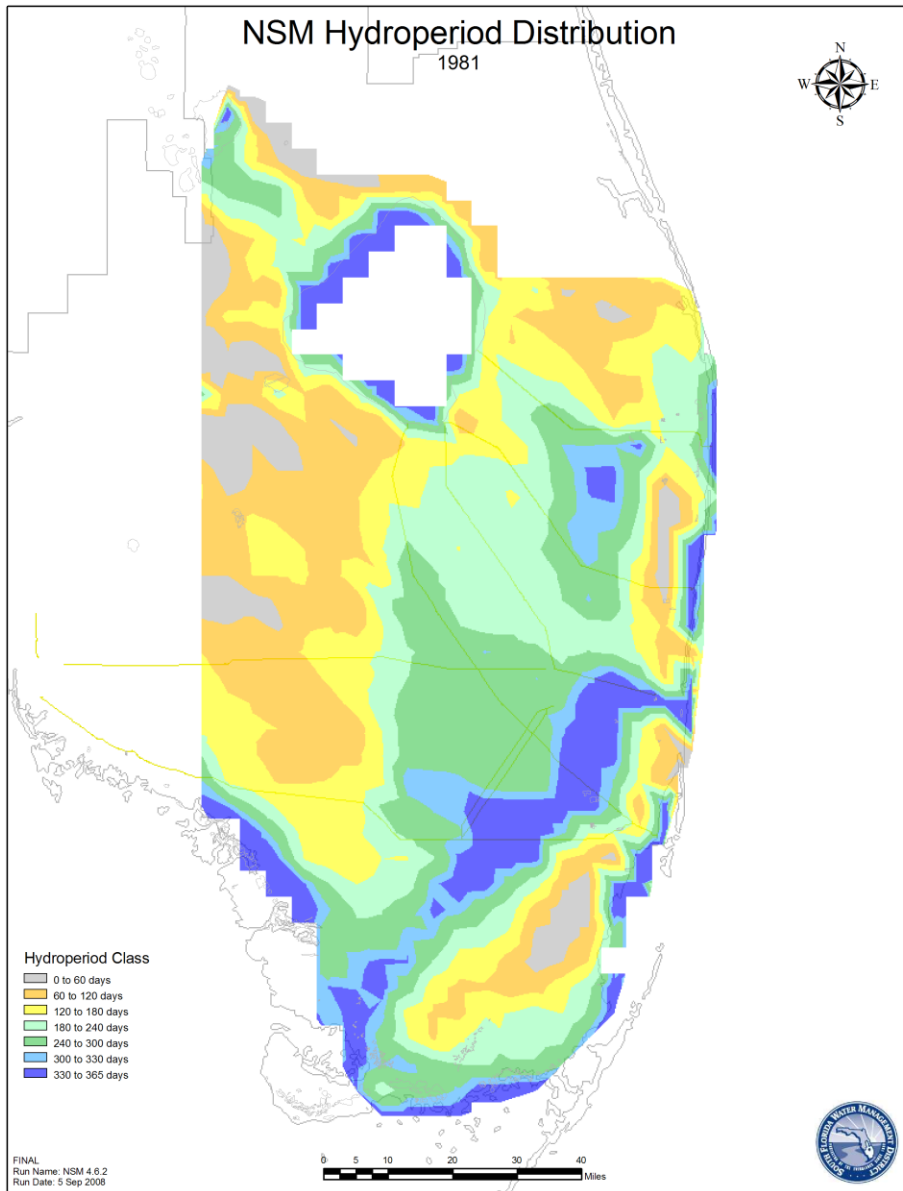 NSM Hydroperiod Distribution
1981
N
W
E
S
Hydroperiod Class
0 to 60 days
60 to 120 days
120 to 180 days
180 to 240 days
240 to 300 days
300 to 330 days
330 to 365 days
FINAL
Run Name: NSM 4.6.2
Run Date: 5 Sep 2008
0 5 10 20 30 40
Miles
SOUTH FLORIDA WATER MANAGEMENT DISTRICT